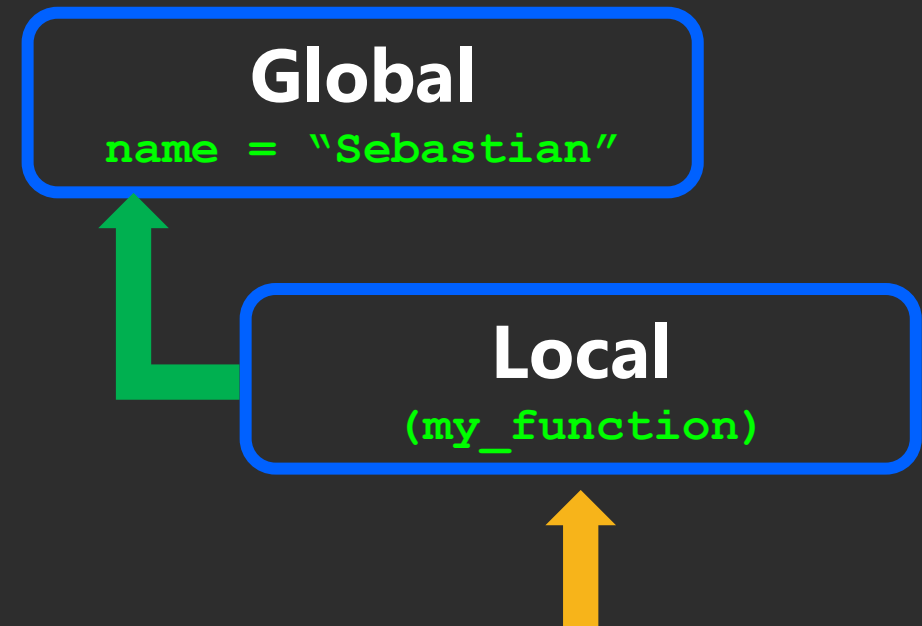 Global
name = “Sebastian”
Local
(my_function)